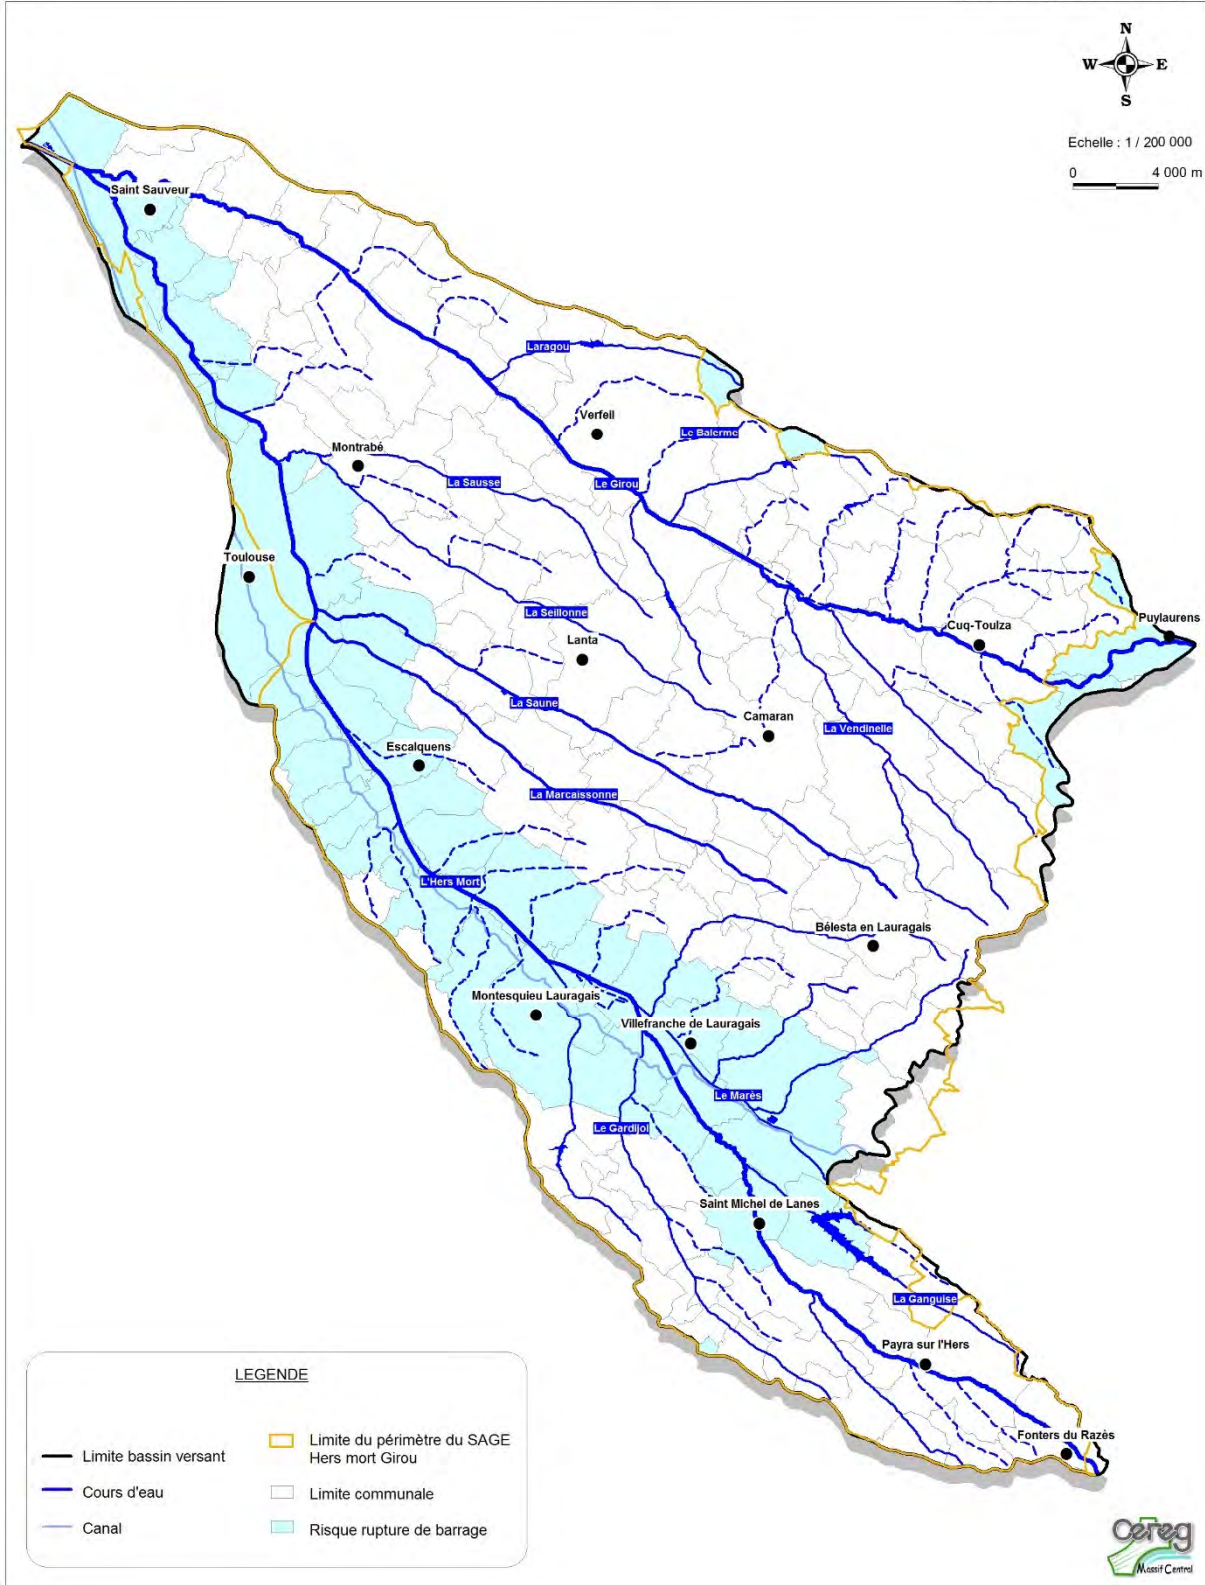 N
W E
S
Echelle : 1 / 200 000
0 4 000 m
Saint Sauveur
Laragou
Verfeil
Le Balerme
Montrabé
La Sausse
Le Girou
Toulouse
La Seillonne
Lanta
Cuq-Toulza
Puylaurens
La Saune
Camaran
La Vendinelle
Escalquens
La Marcaissonne
L'Hers Mort
Bélesta en Lauragais
Montesquieu Lauragais
Villefranche de Lauragais
Le Marès
Le Gardijol
Saint Michel de Lanes
La Ganguise
Payra sur l'Hers
Fonters du Razès
LEGENDE
Limite bassin versant
Cours d'eau
Canal
Limite du périmètre du SAGE
Hers mort Girou
Limite communale
Risque rupture de barrage
Cereg
Massif Central